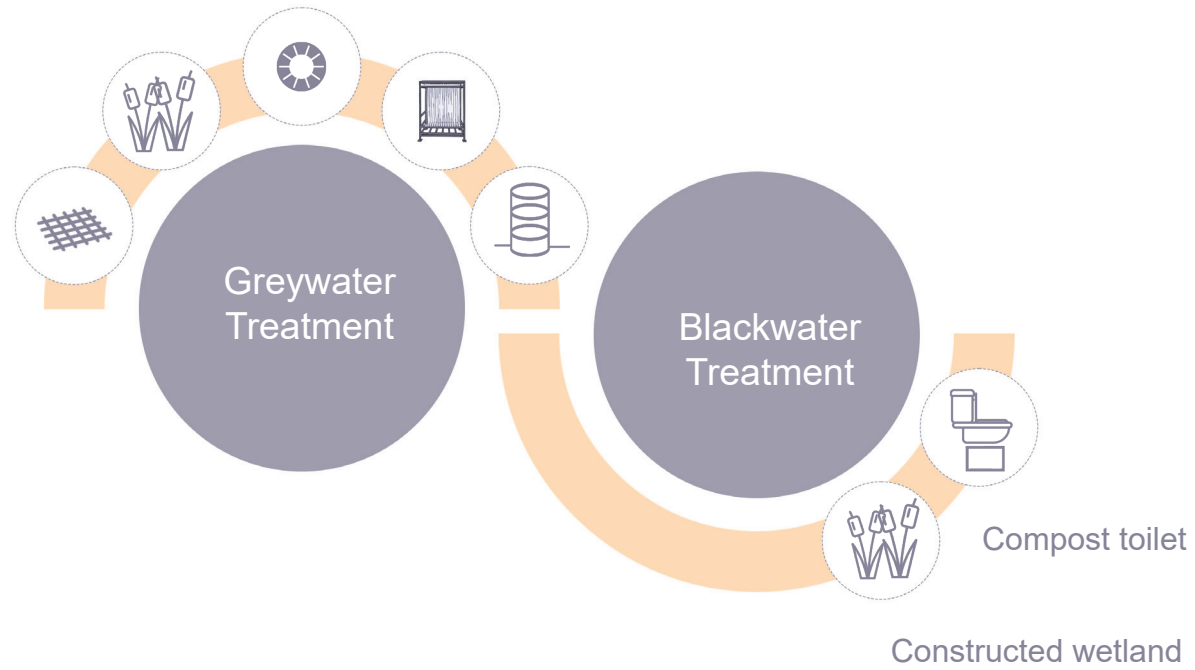 Greywater
Treatment
Blackwater
Treatment
Compost toilet
Constructed wetland